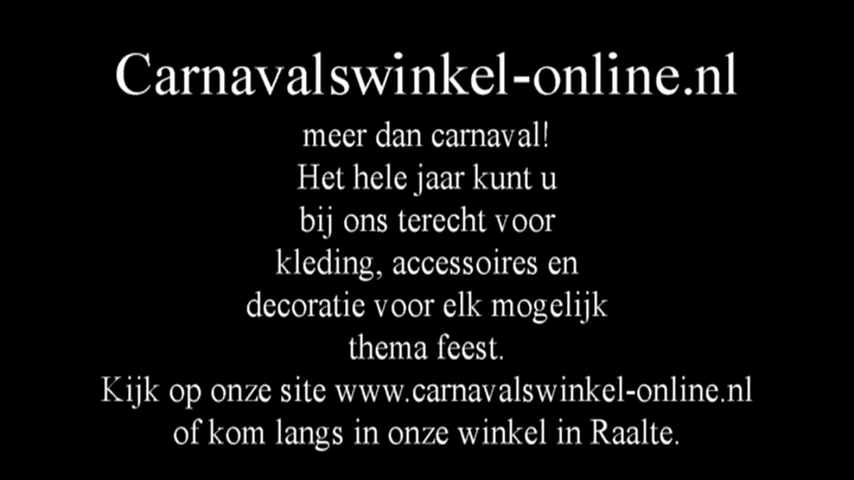 Carnavalswinkel-online.nl
meer dan carnaval!
Het hele jaar kunt u
bij ons terecht voor
kleding, accessoires en
decoratie voor elk mogelijk
thema feest.
Kijk op onze site www.carnavalswinkel-online.nl
of kom langs in onze winkel in Raalte.